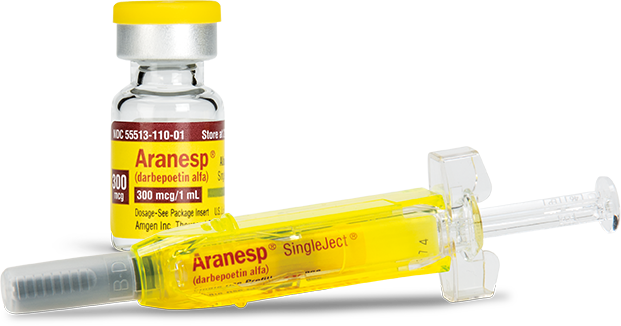 NDC 55513-110-01 Store at
Aranesp®
(darbepoetin alfa)
300
mcg
300 mcg/1 mL
Dosage-See Package Insert
Amgen Inc.
Aranesp® SingleJect®
(darbepoetin alfa)
BD